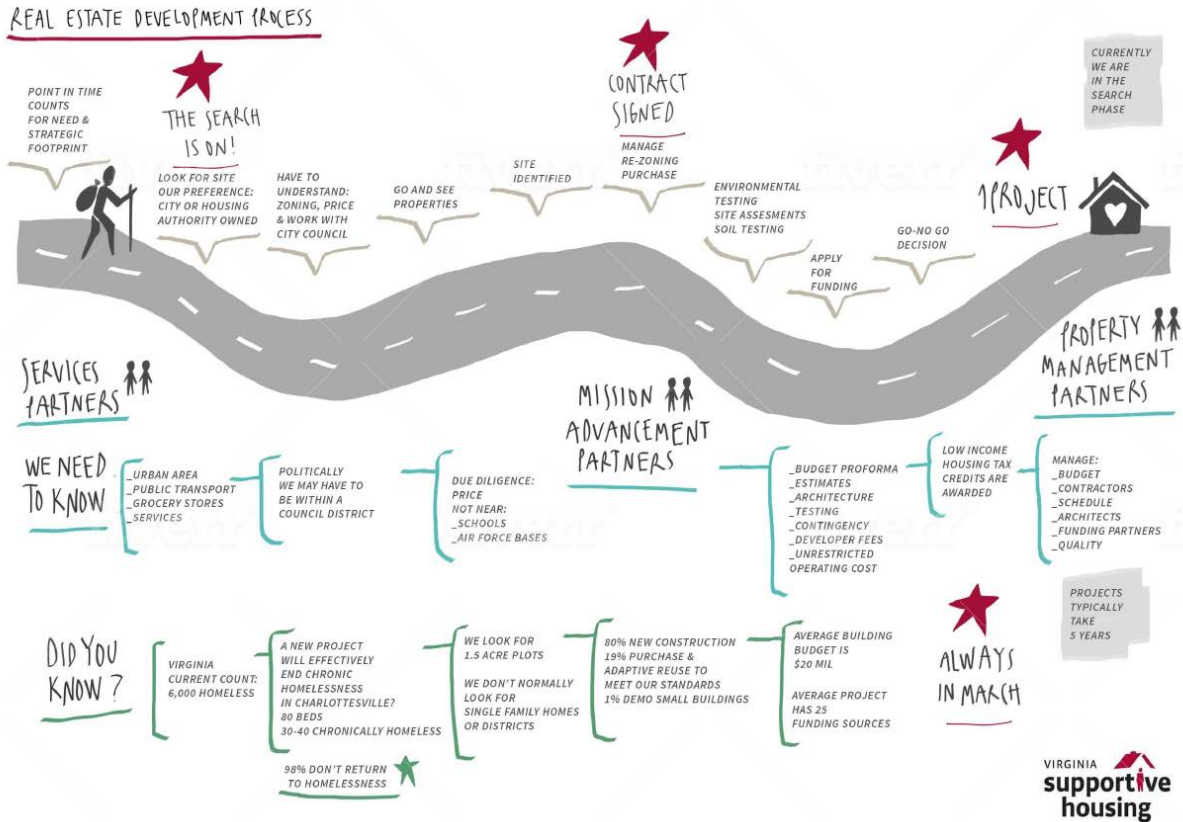 REAL ESTATE DEVELOPMENT PROCESS
POINT IN TIME
COUNTS
FOR NEED &
STRATEGIC
FOOTPRINT
THE SEARCH
IS ON!
LOOK FOR SITE
OUR PREFERENCE:
CITY OR HOUSING
AUTHORITY OWNED
HAVE TO
UNDERSTAND:
ZONING, PRICE
& WORK WITH
CITY COUNCIL
GO AND SEE
PROPERTIES
SITE
IDENTIFIED
CONTRACT
SIGNED
MANAGE
RE-ZONING
PURCHASE
ENVIRONMENTAL
TESTING
SITE ASSESMENTS
SOIL TESTING
APPLY
FOR
FUNDING
GO-NO GO
DECISION
1PROJECT
CURRENTLY
WE ARE
IN THE
SEARCH
PHASE
SERVICES
PARTNERS
MISSION
ADVANCEMENT
PARTNERS
PROPERTY
MANAGEMENT
PARTNERS
WE NEED
TO KNOW
_URBAN AREA
_PUBLIC TRANSPORT
_GROCERY STORES
_SERVICES
POLITICALLY
WE MAY HAVE TO
BE WITHIN A
COUNCIL DISTRICT
DUE DILIGENCE:
PRICE
NOT NEAR:
_SCHOOLS
_AIR FORCE BASES
_BUDGET PROFORMA
_ESTIMATES
_ARCHITECTURE
_TESTING
_CONTINGENCY
_DEVELOPER FEES
_UNRESTRICTED
OPERATING COST
LOW INCOME
HOUSING TAX
CREDITS ARE
AWARDED
MANAGE:
_BUDGET
_CONTRACTORS
_SCHEDULE
_ARCHITECTS
_FUNDING PARTNERS
_QUALITY
DID YOU
KNOW?
VIRGINIA
CURRENT COUNT:
6,000 HOMELESS
A NEW PROJECT
WILL EFFECTIVELY
END CHRONIC
HOMELESSNESS
IN CHARLOTTESVILLE?
80 BEDS
30-40 CHRONICALLY HOMELESS
98% DON'T RETURN
TO HOMELESSNESS
WE LOOK FOR
1.5 ACRE PLOTS
WE DON'T NORMALLY
LOOK FOR
SINGLE FAMILY HOMES
OR DISTRICTS
80% NEW CONSTRUCTION
19% PURCHASE &
ADAPTIVE REUSE TO
MEET OUR STANDARDS
1% DEMO SMALL BUILDINGS
AVERAGE BUILDING
BUDGET IS
$20 MIL
AVERAGE PROJECT
HAS 25
FUNDING SOURCES
ALWAYS
IN MARCH
PROJECTS
TYPICALLY
TAKE
5 YEARS
VIRGINIA
supportive
housing
fiverr
fiverr
fiverr
fiverr